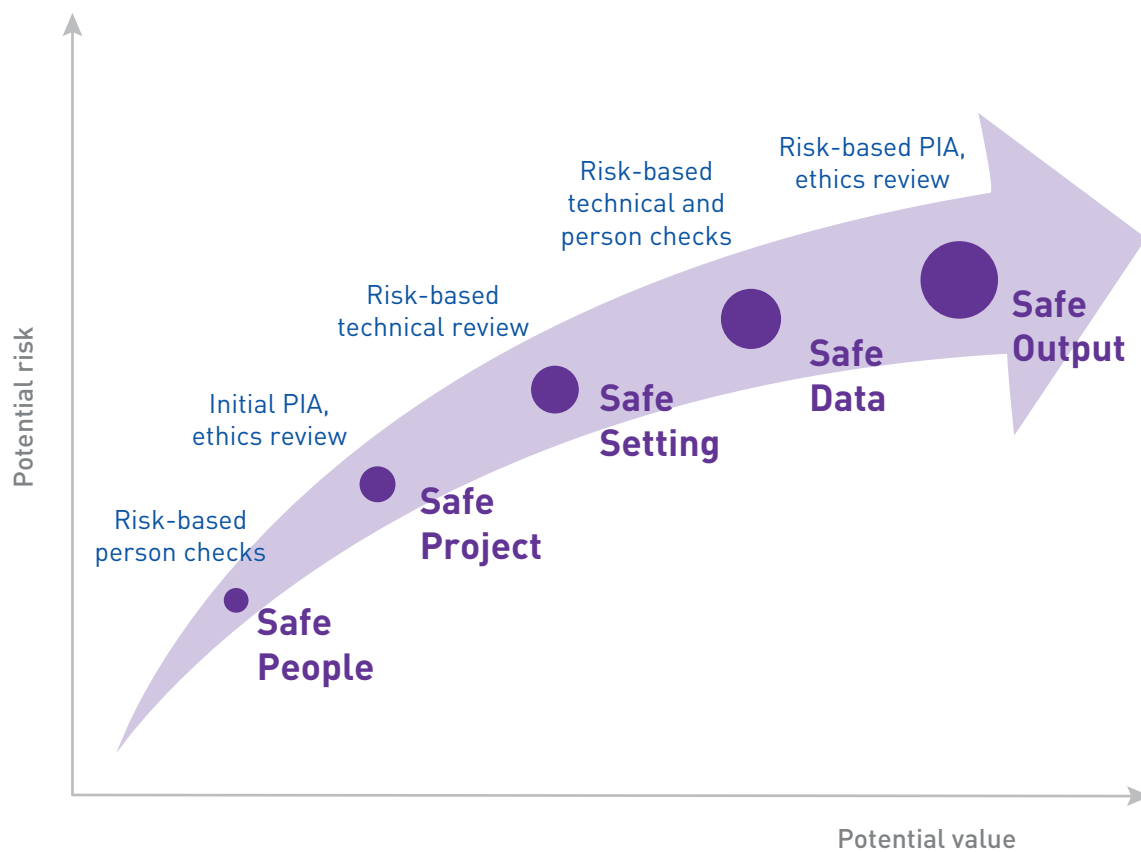 Risk-based PIA,
ethics review
Risk-based
technical and
person checks
Safe
Output
Risk-based
technical review
Safe
Data
Initial PIA,
ethics review
Safe
Setting
Risk-based
person checks
Safe
Project
Safe
People
Potential risk
Potential value